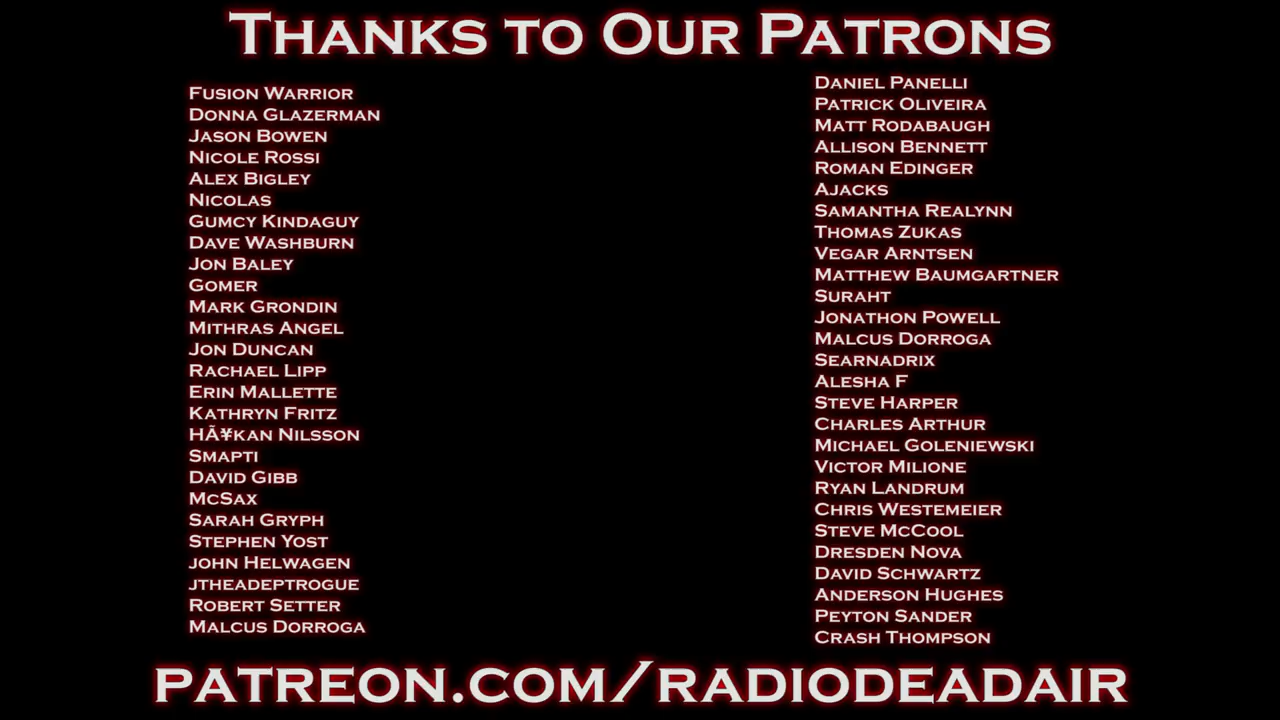 Thanks to Our Patrons
Fusion Warrior
Donna Glazerman
Jason Bowen
Nicole Rossi
Alex Bigley
Nicolas
Gumcy Kindaguy
Dave Washburn
Jon Baley
Gomer
Mark Grondin
Mithras Angel
Jon Duncan
Rachael Lipp
Erin Mallette
Kathryn Fritz
HÃ¥kan Nilsson
Smapti
David Gibb
McSax
Sarah Gryph
Stephen Yost
john Helwagen
jtheadeptrogue
Robert Setter
Malcus Dorroga
Daniel Panelli
Patrick Oliveira
Matt Rodabaugh
Allison Bennett
Roman Edinger
Ajacks
Samantha Realynn
Thomas Zukas
Vegar Arntsen
Matthew Baumgartner
Suraht
Jonathon Powell
Malcus Dorroga
Searnadrix
Alesha F
Steve Harper
Charles Arthur
Michael Goleniewski
Victor Milione
Ryan Landrum
Chris Westemeier
Steve McCool
Dresden Nova
David Schwartz
Anderson Hughes
Peyton Sander
Crash Thompson
patreon.com/radiodeadair